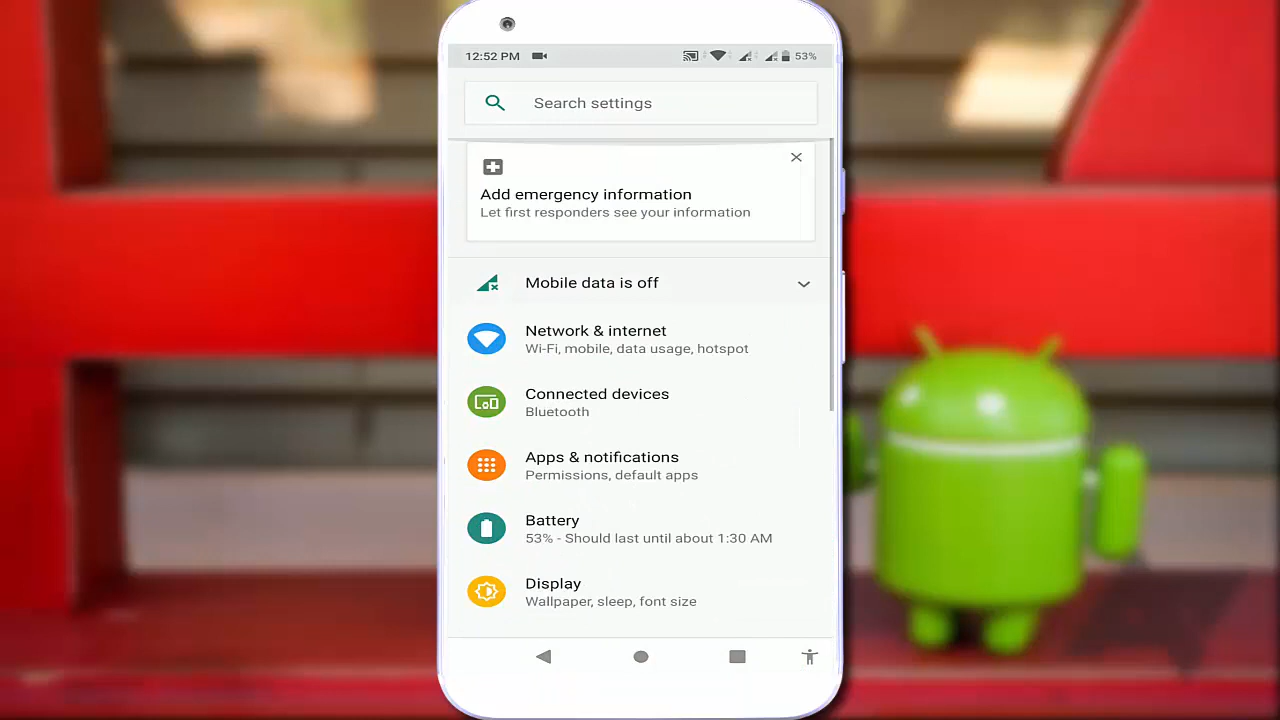 12:52 PM 53%
Search settings
Add emergency information
Let first responders see your information
Mobile data is off
Network & internet
Wi-Fi, mobile, data usage, hotspot
Connected devices
Bluetooth
Apps & notifications
Permissions, default apps
Battery
53% - Should last until about 1:30 AM
Display
Wallpaper, sleep, font size